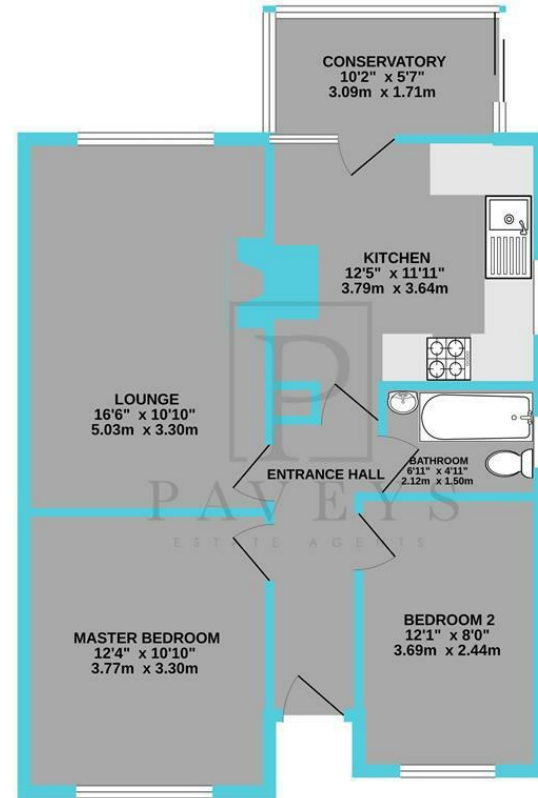 CONSERVATORY
10'2" x 5'7"
3.09m x 1.71m
KITCHEN
12'5" x 11'11"
3.79m x 3.64m
LOUNGE
16'6" x 10'10"
5.03m x 3.30m
BATHROOM
6'11" x 4'11"
2.12m x 1.50m
ENTRANCE HALL
P
PAVEYS
ESTATE AGENTS
MASTER BEDROOM
12'4" x 10'10"
3.77m x 3.30m
BEDROOM 2
12'1" x 8'0"
3.69m x 2.44m